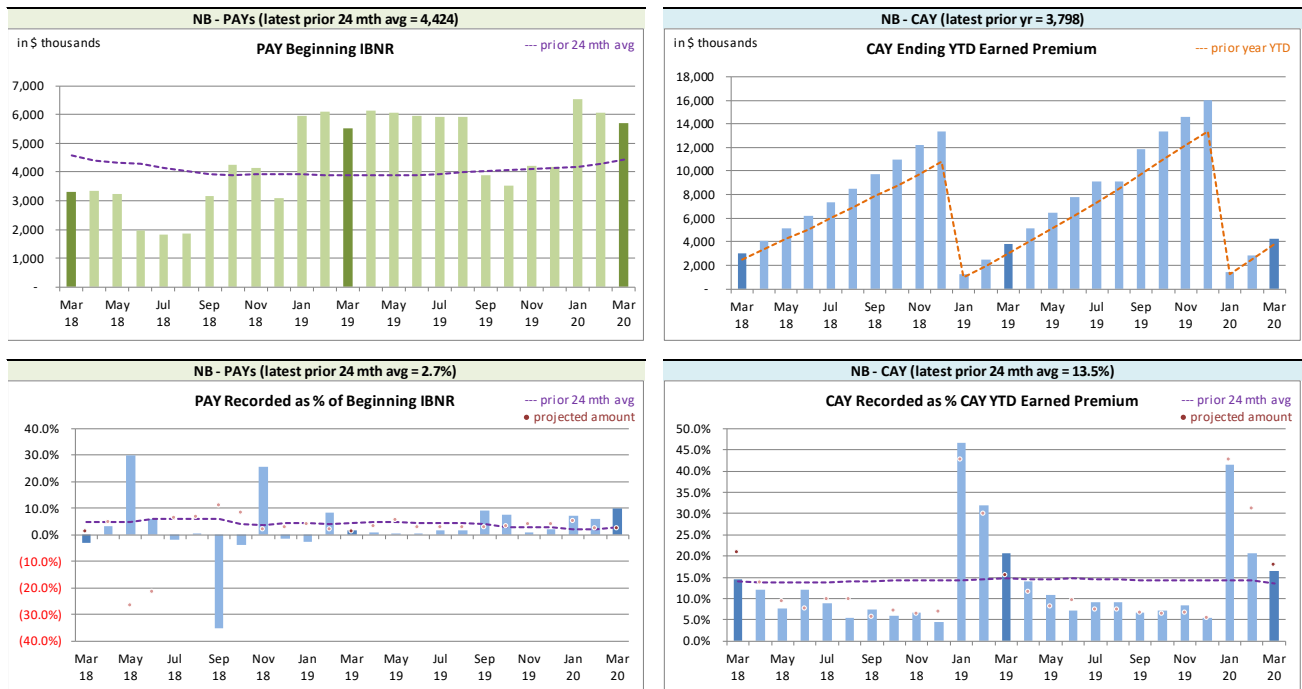 NB - PAYs (latest prior 24 mth avg = 4,424)
in $ thousands
PAY Beginning IBNR
--- prior 24 mth avg
7,000
6,000
5,000
4,000
3,000
2,000
1,000
-
Mar May Jul Sep Nov Jan Mar May Jul Sep Nov Jan Mar
18 18 18 18 18 19 19 19 19 19 19 20 20
NB - CAY (latest prior yr = 3,798)
in $ thousands
CAY Ending YTD Earned Premium
--- prior year YTD
18,000
16,000
14,000
12,000
10,000
8,000
6,000
4,000
2,000
-
Mar May Jul Sep Nov Jan Mar May Jul Sep Nov Jan Mar
18 18 18 18 18 19 19 19 19 19 19 20 20
NB - PAYs (latest prior 24 mth avg = 2.7%)
PAY Recorded as % of Beginning IBNR
--- prior 24 mth avg
• projected amount
40.0%
30.0%
20.0%
10.0%
0.0%
(10.0%)
(20.0%)
(30.0%)
(40.0%)
Mar May Jul Sep Nov Jan Mar May Jul Sep Nov Jan Mar
18 18 18 18 18 19 19 19 19 19 19 20 20
NB - CAY (latest prior 24 mth avg = 13.5%)
CAY Recorded as % CAY YTD Earned Premium
--- prior 24 mth avg
• projected amount
50.0%
45.0%
40.0%
35.0%
30.0%
25.0%
20.0%
15.0%
10.0%
5.0%
0.0%
Mar May Jul Sep Nov Jan Mar May Jul Sep Nov Jan Mar
18 18 18 18 18 19 19 19 19 19 19 20 20